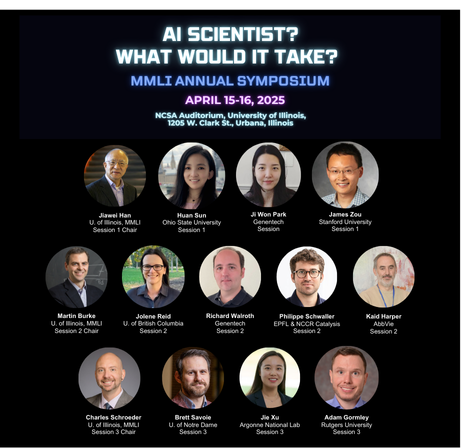 AI SCIENTIST?
WHAT WOULD IT TAKE?
MMLI ANNUAL SYMPOSIUM
APRIL 15-16, 2025
NCSA Auditorium, University of Illinois,
1205 W. Clark St., Urbana, Illinois
Jiawei Han
U. of Illinois, MMLI
Session 1 Chair
Huan Sun
Ohio State University
Session 1
Ji Won Park
Genentech
Session
James Zou
Stanford University
Session 1
Martin Burke
U. of Illinois, MMLI
Session 2 Chair
Jolene Reid
U. of British Columbia
Session 2
Richard Walroth
Genentech
Session 2
Philippe Schwaller
EPFL & NCCR Catalysis
Session 2
Kaid Harper
AbbVie
Session 2
Charles Schroeder
U. of Illinois, MMLI
Session 3 Chair
Brett Savoie
U. of Notre Dame
Session 3
Jie Xu
Argonne National Lab
Session 3
Adam Gormley
Rutgers University
Session 3